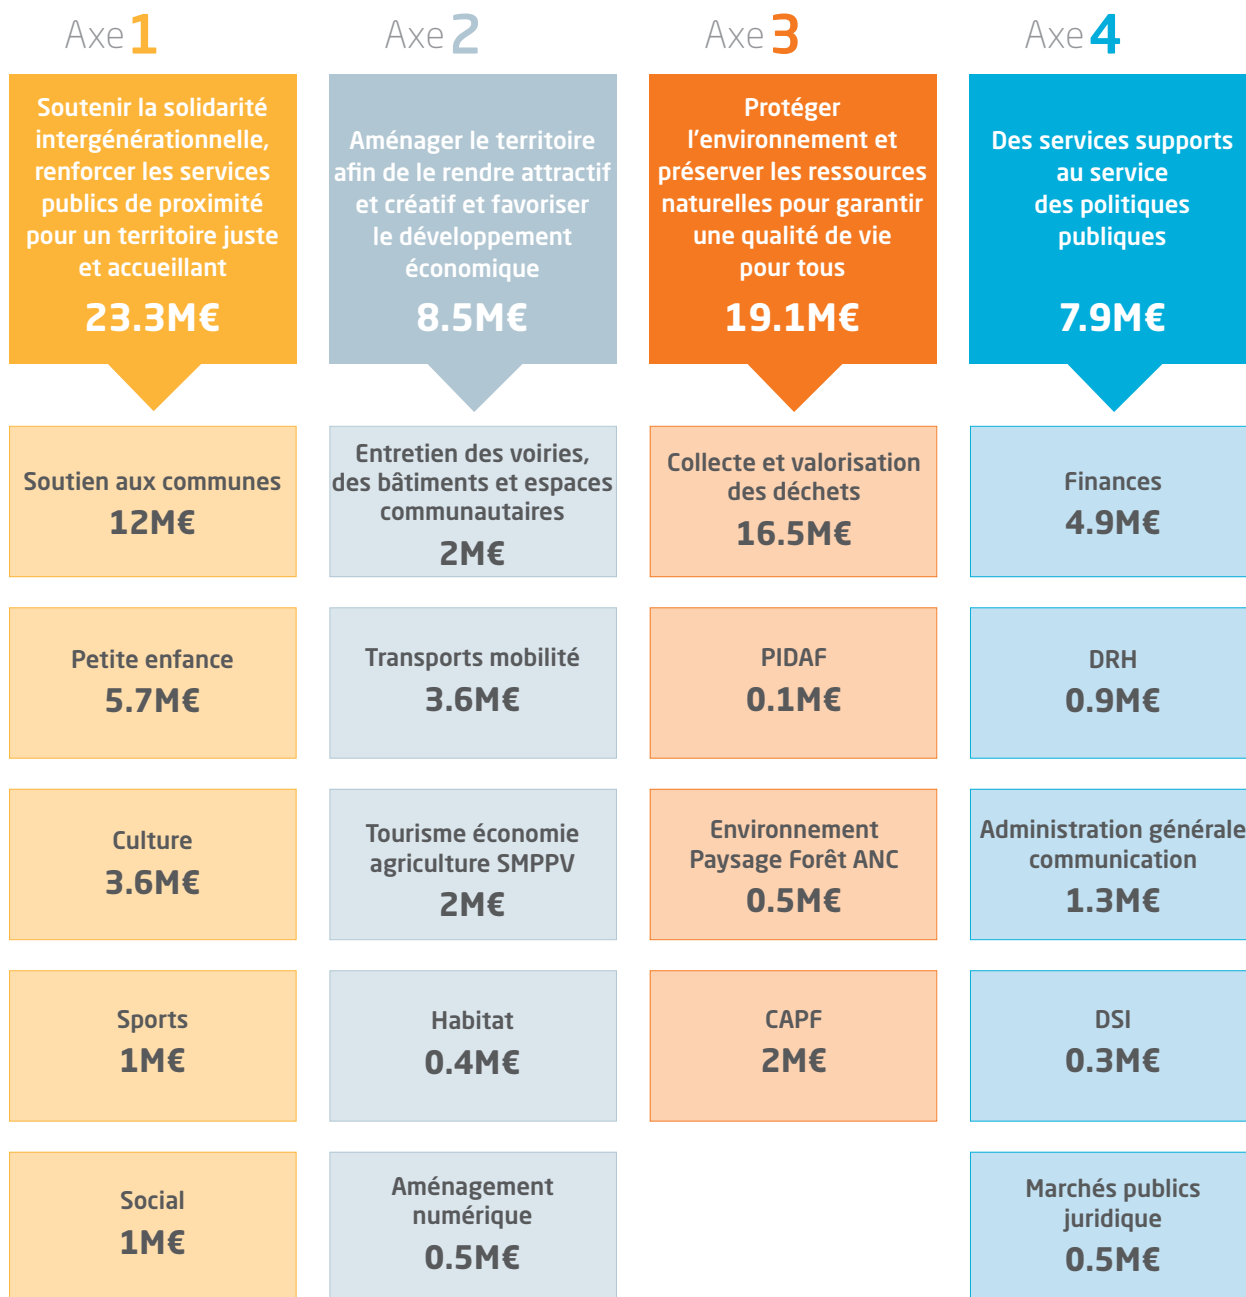 Axe 1
Soutenir la solidarité
intergénérationnelle,
renforcer les services
publics de proximité
pour un territoire juste
et accueillant
23.3M€
Soutien aux communes
12M€
Petite enfance
5.7M€
Culture
3.6M€
Sports
1M€
Social
1M€
Axe 2
Aménager le territoire
afin de le rendre attractif
et créatif et favoriser
le développement
économique
8.5M€
Entretien des voiries,
des bâtiments et espaces
communautaires
2M€
Transports mobilité
3.6M€
Tourisme économie
agriculture SMPPV
2M€
Habitat
0.4M€
Aménagement
numérique
0.5M€
Axe 3
Protéger
l'environnement et
préserver les ressources
naturelles pour garantir
une qualité de vie
pour tous
19.1M€
Collecte et valorisation
des déchets
16.5M€
PIDAF
0.1M€
Environnement
Paysage Forêt ANC
0.5M€
CAPF
2M€
Axe 4
Des services supports
au service
des politiques
publiques
7.9M€
Finances
4.9M€
DRH
0.9M€
Administration générale
communication
1.3M€
DSI
0.3M€
Marchés publics
juridique
0.5M€